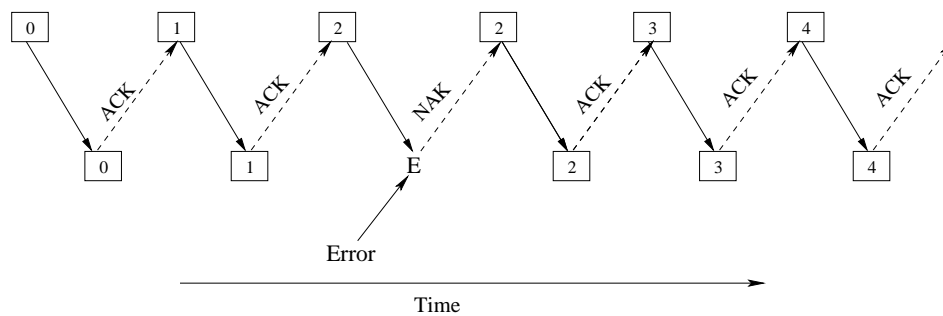 0 1 2 2 3 4
ACK ACK NAK ACK ACK ACK
0 1 E 2 3 4
Error
Time